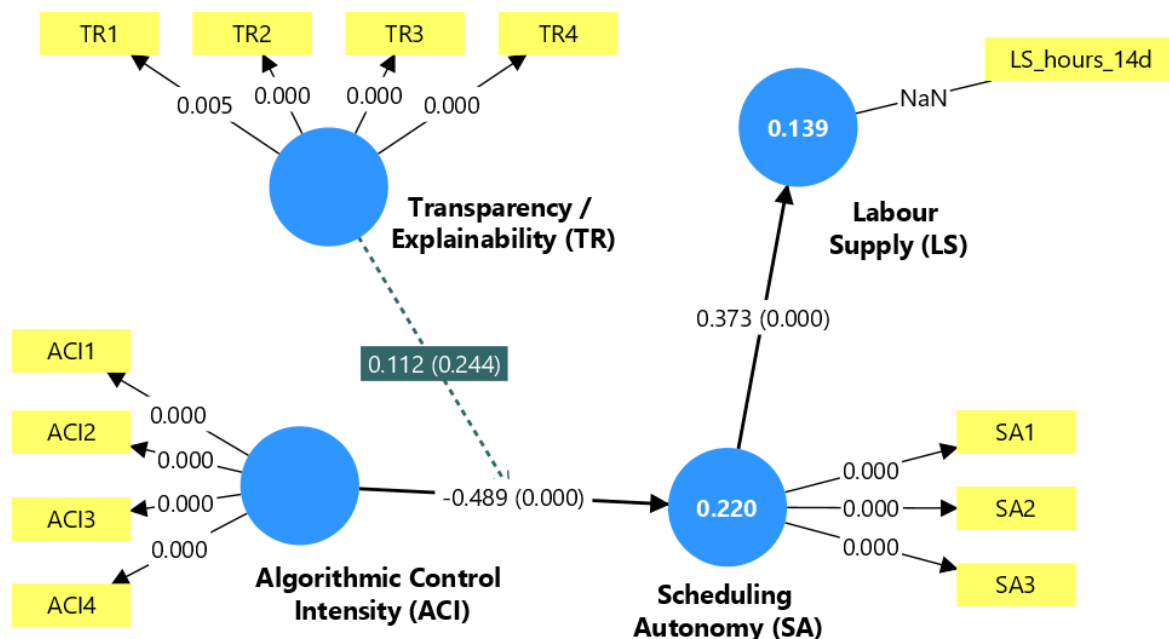 TR1
TR2
TR3
TR4
0.005
0.000
0.000
0.000
LS_hours_14d
NaN
0.139
Transparency /
Explainability (TR)
Labour
Supply (LS)
0.373 (0.000)
0.112 (0.244)
ACI1
ACI2
ACI3
ACI4
0.000
0.000
0.000
0.000
-0.489 (0.000)
0.220
SA1
SA2
SA3
0.000
0.000
0.000
Algorithmic Control
Intensity (ACI)
Scheduling
Autonomy (SA)